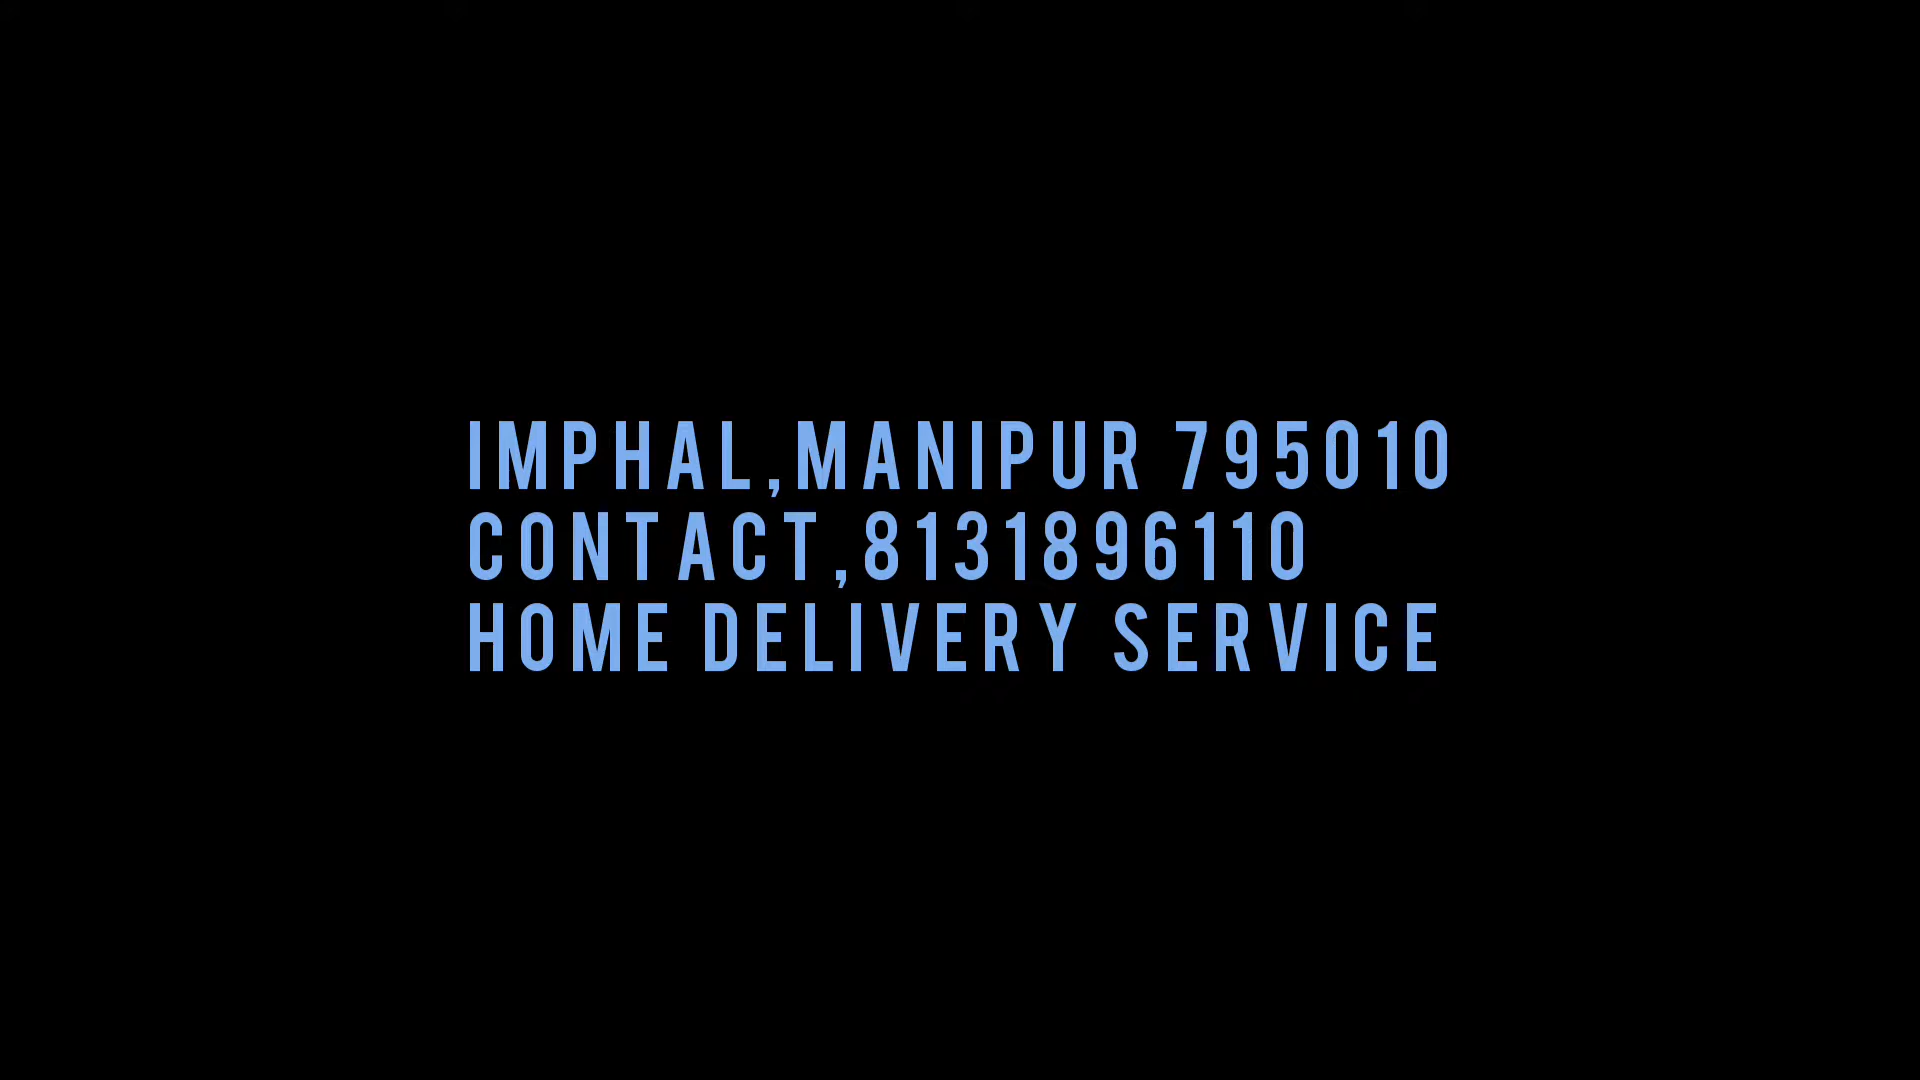 IMPHAL,MANIPUR 795010
CONTACT,8131896110
HOME DELIVERY SERVICE